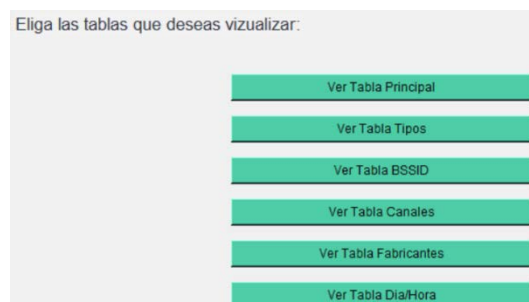 Eliga las tablas que deseas vizualizar:
Ver Tabla Principal
Ver Tabla Tipos
Ver Tabla BSSID
Ver Tabla Canales
Ver Tabla Fabricantes
Ver Tabla Dia/Hora